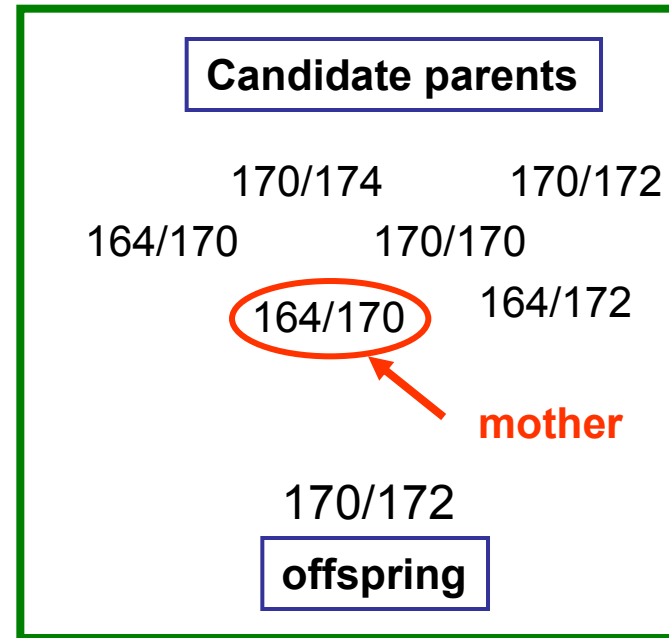 Candidate parents
170/174 170/172
164/170 170/170
164/170 164/172
mother
170/172
offspring